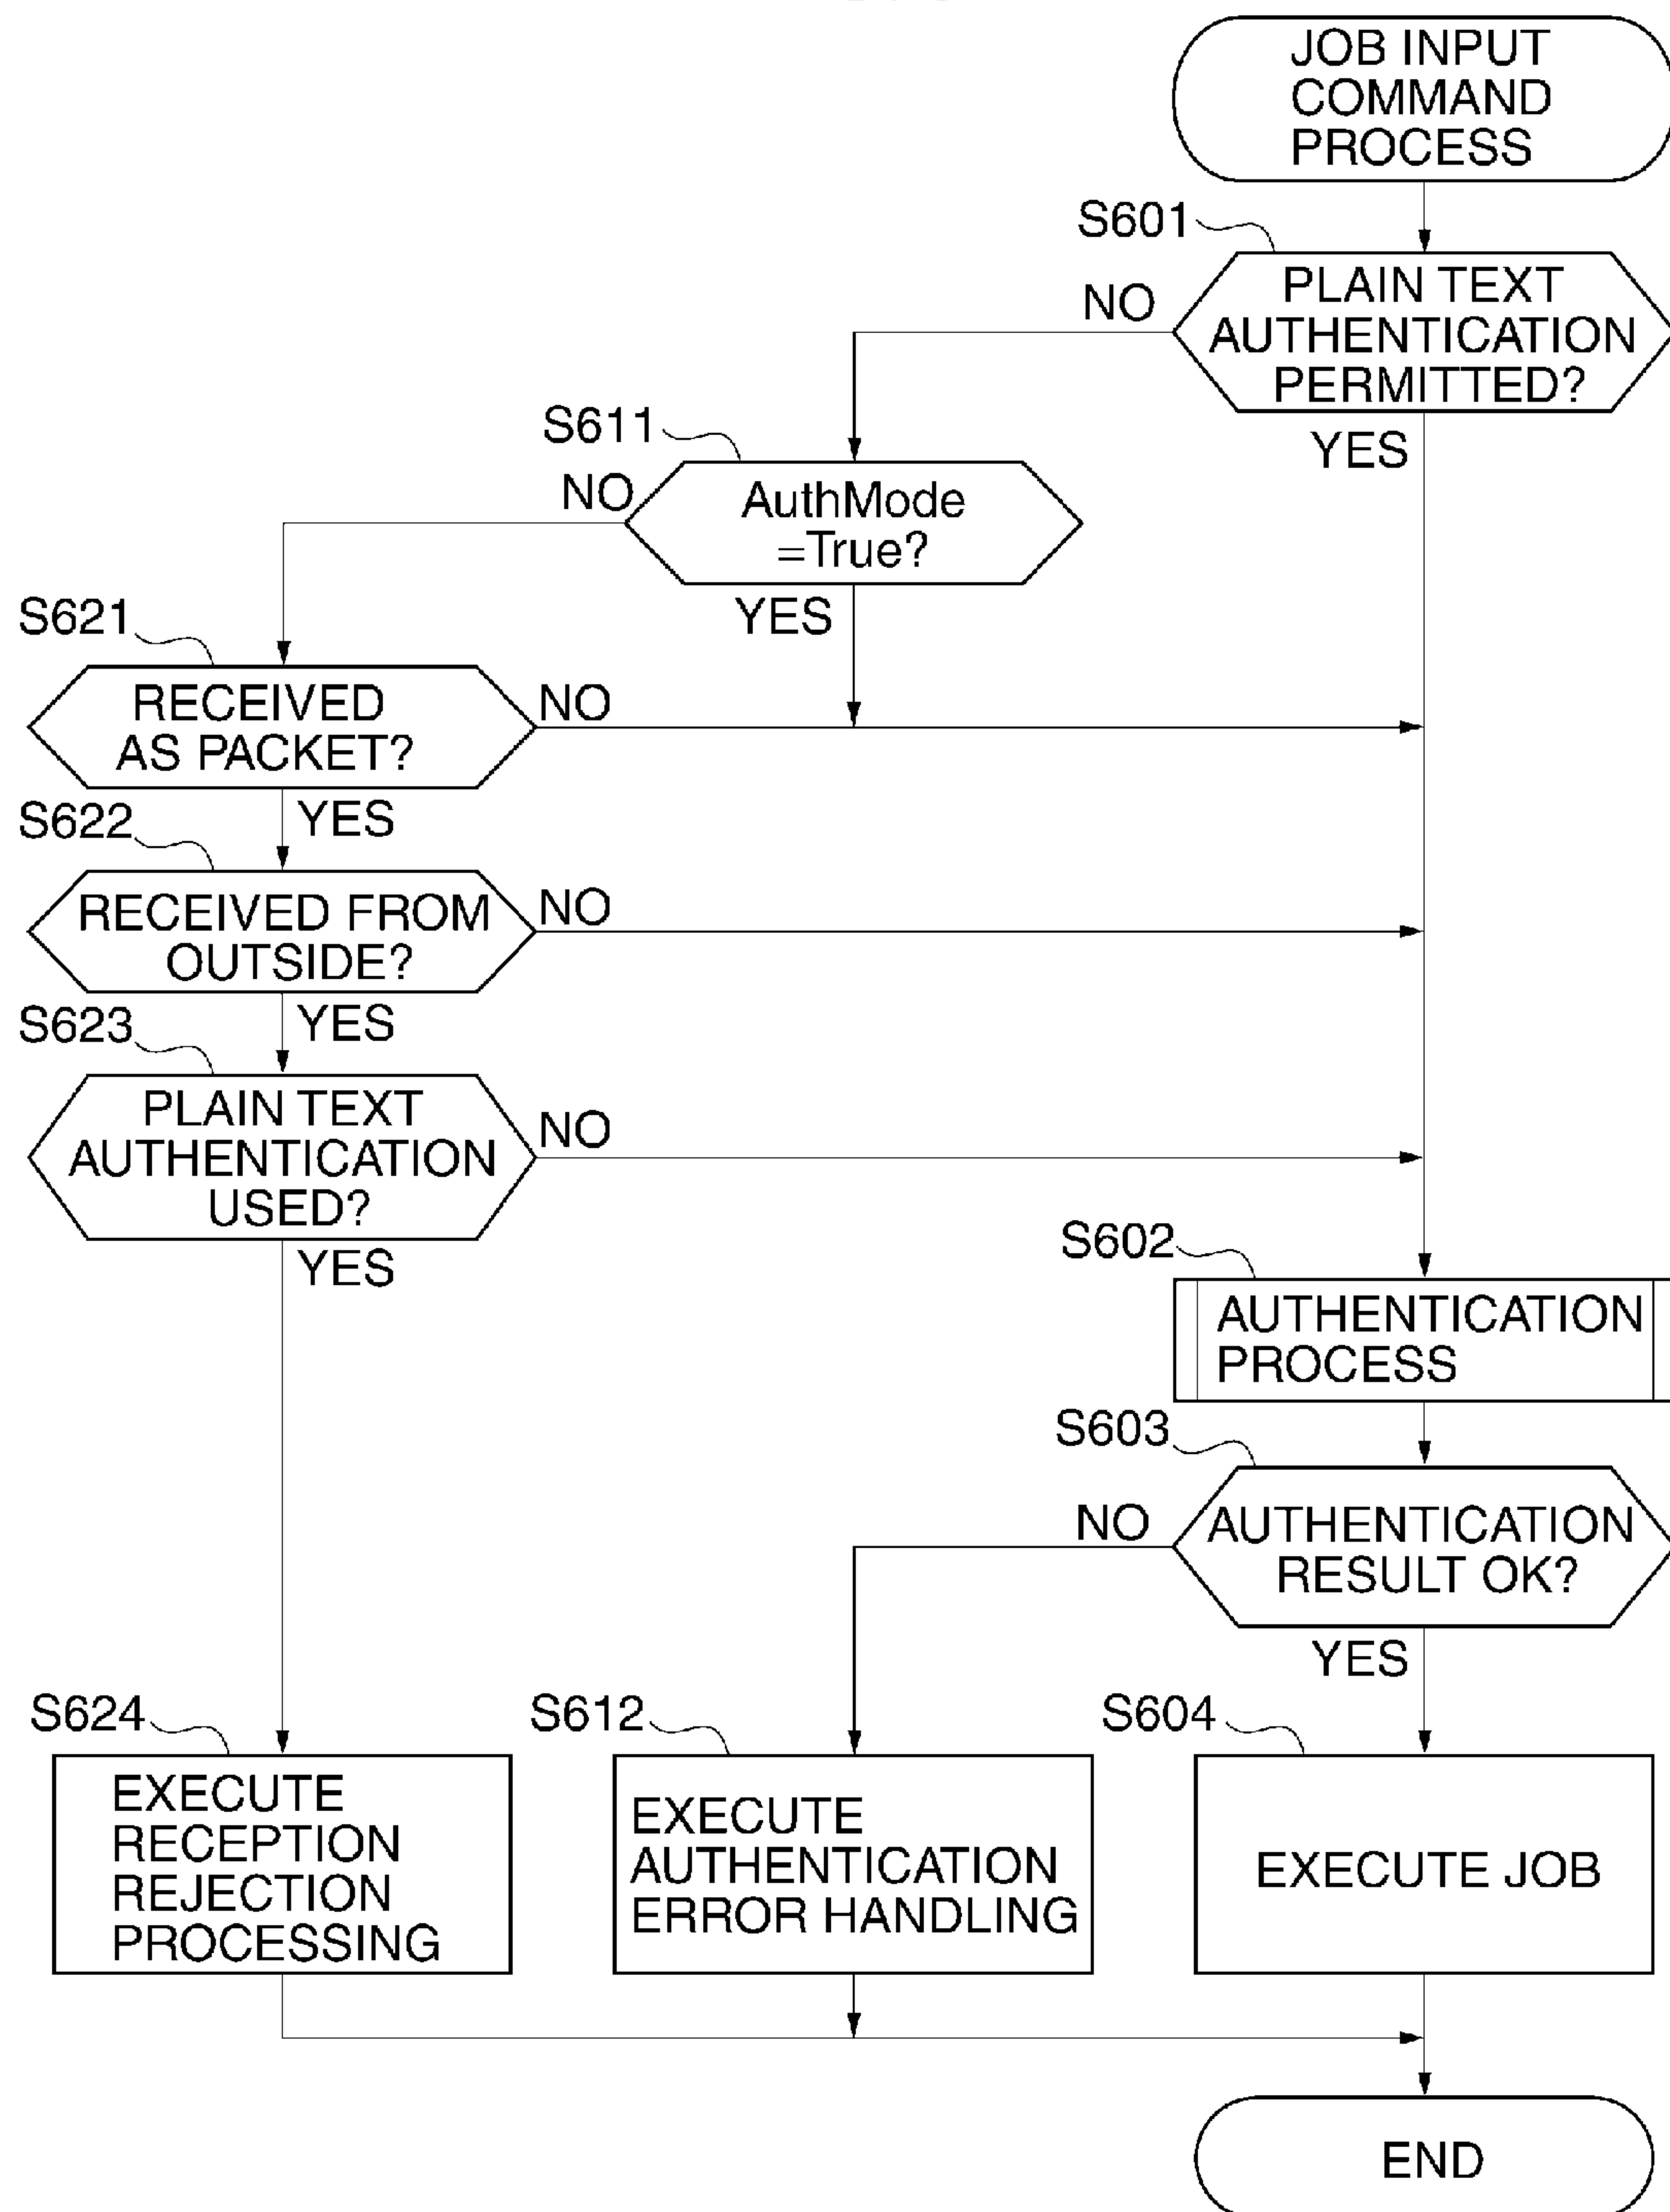 JOB INPUT
COMMAND
PROCESS
S601
PLAIN TEXT
AUTHENTICATION
PERMITTED?
NO
YES
S611
AuthMode
=True?
NO
YES
S621
RECEIVED
AS PACKET?
NO
YES
S622
RECEIVED FROM
OUTSIDE?
NO
YES
S623
PLAIN TEXT
AUTHENTICATION
USED?
NO
YES
S602
AUTHENTICATION
PROCESS
S603
AUTHENTICATION
RESULT OK?
NO
YES
S624
EXECUTE
RECEPTION
REJECTION
PROCESSING
S612
EXECUTE
AUTHENTICATION
ERROR HANDLING
S604
EXECUTE JOB
END